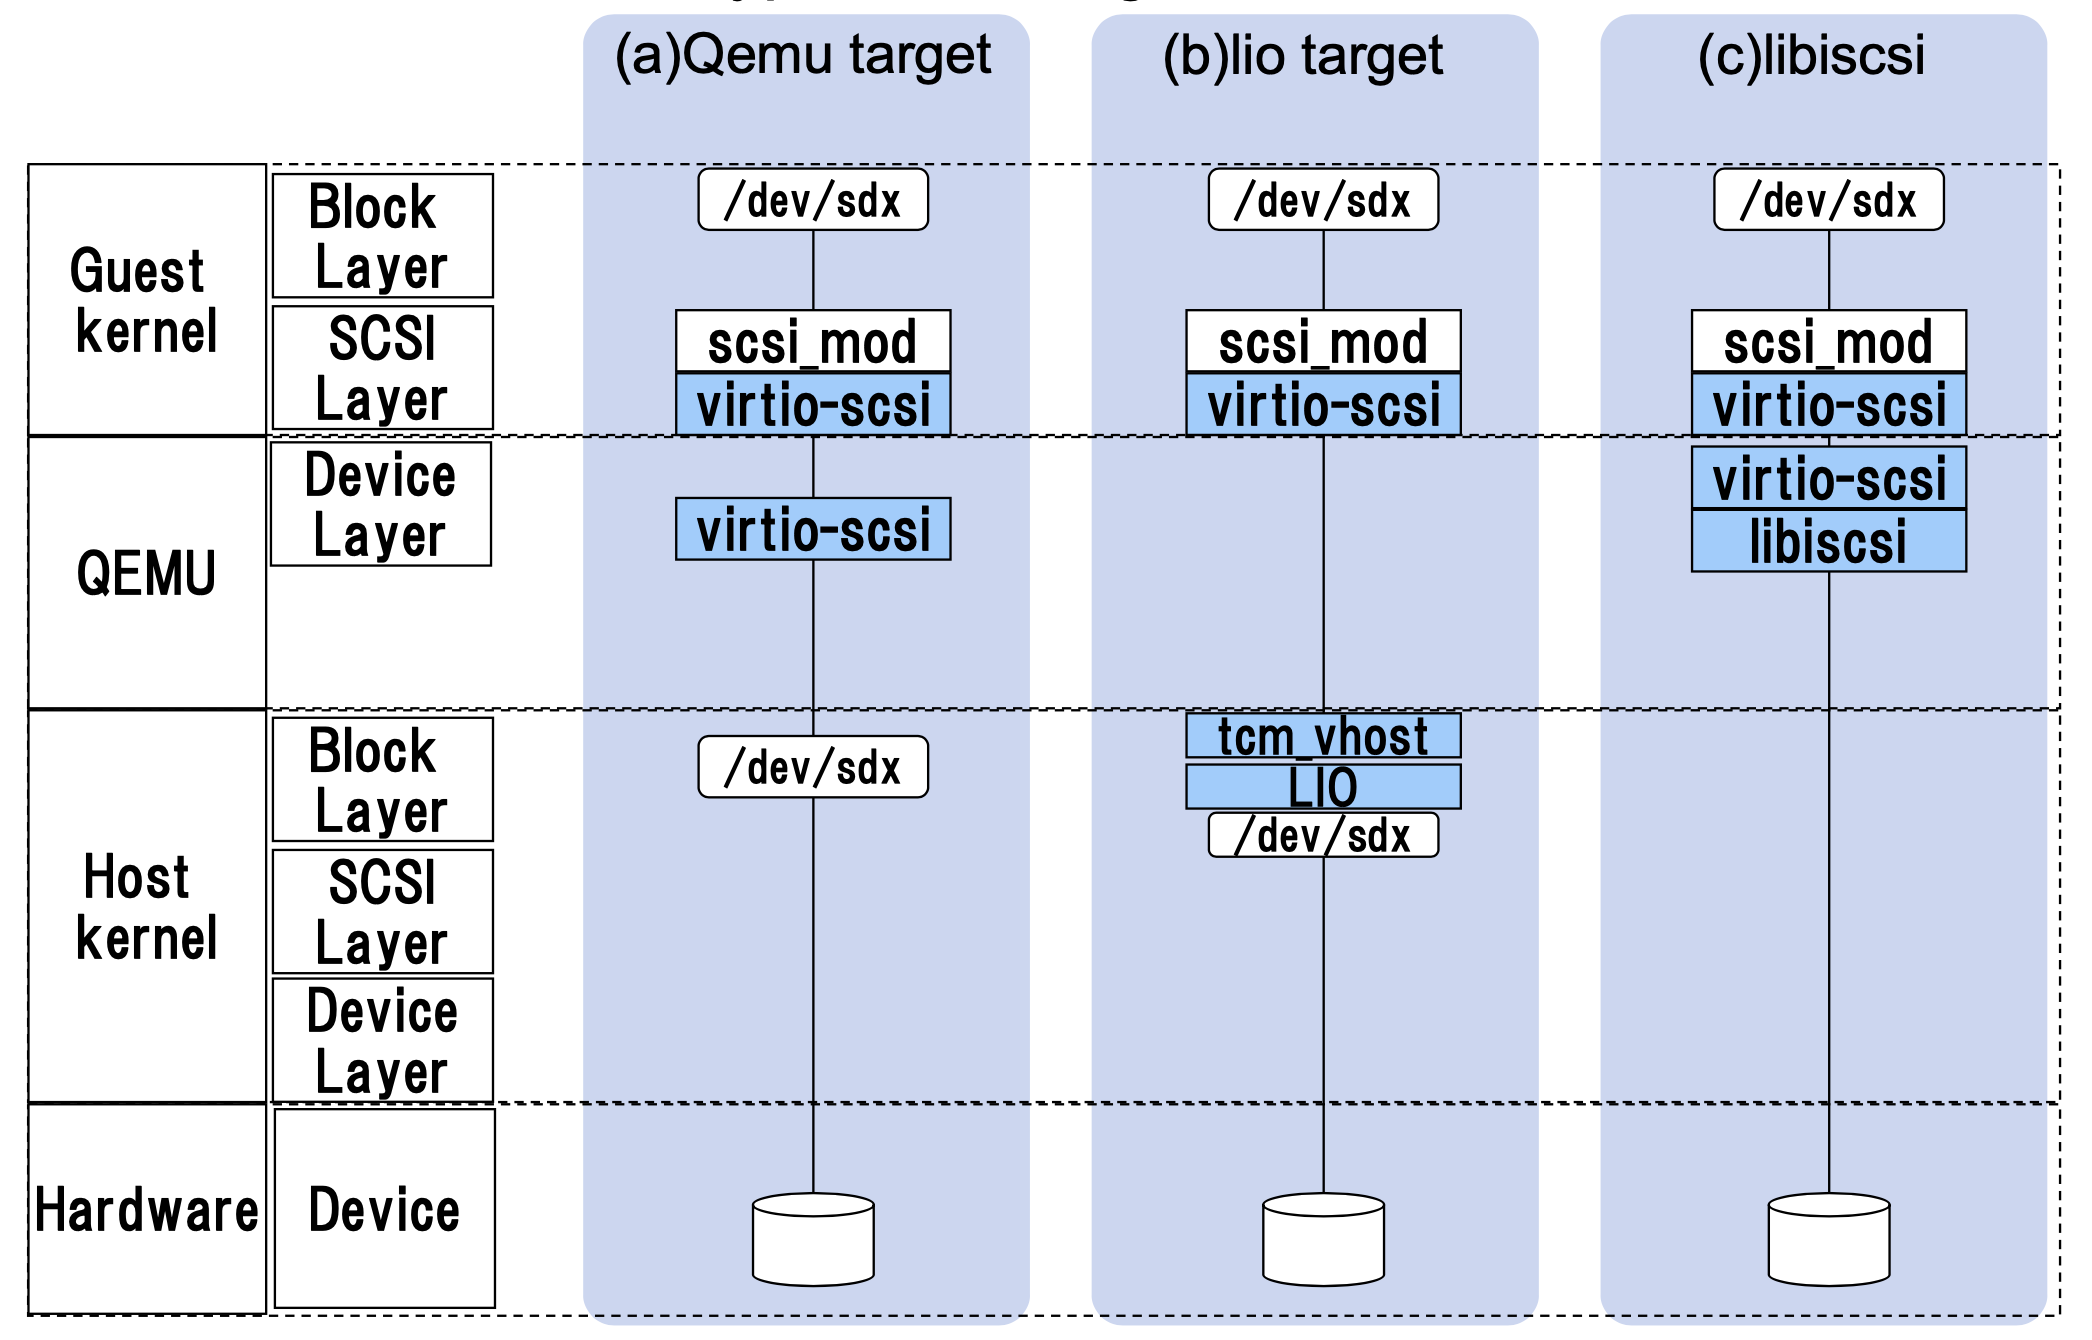 (a)Qemu target
(b)lio target
(c)libiscsi
Guest
kernel
Block
Layer
/dev/sdx
/dev/sdx
/dev/sdx
SCSI
Layer
scsi_mod
scsi_mod
scsi_mod
virtio-scsi
virtio-scsi
virtio-scsi
QEMU
Device
Layer
virtio-scsi
virtio-scsi
libiscsi
Host
kernel
Block
Layer
/dev/sdx
tcm_vhost
LIO
/dev/sdx
SCSI
Layer
Device
Layer
Hardware
Device